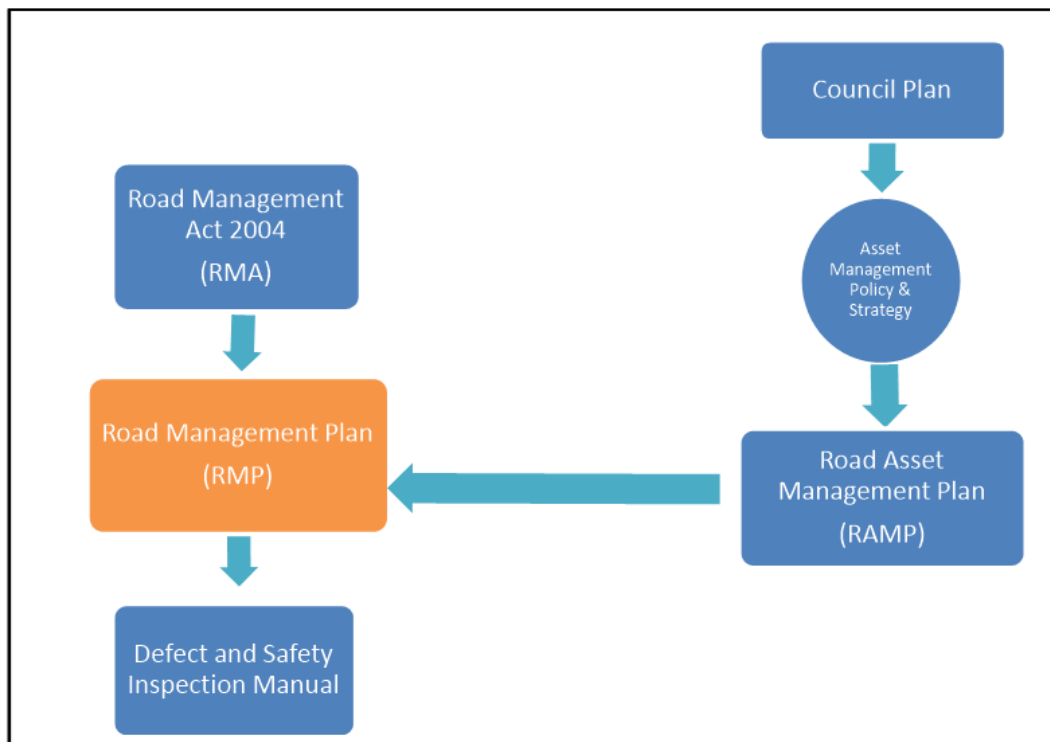 Council Plan
Road Management
Act 2004
(RMA)
Asset
Management
Policy &
Strategy
Road Management Plan
(RMP)
Road Asset
Management Plan
(RAMP)
Defect and Safety
Inspection Manual